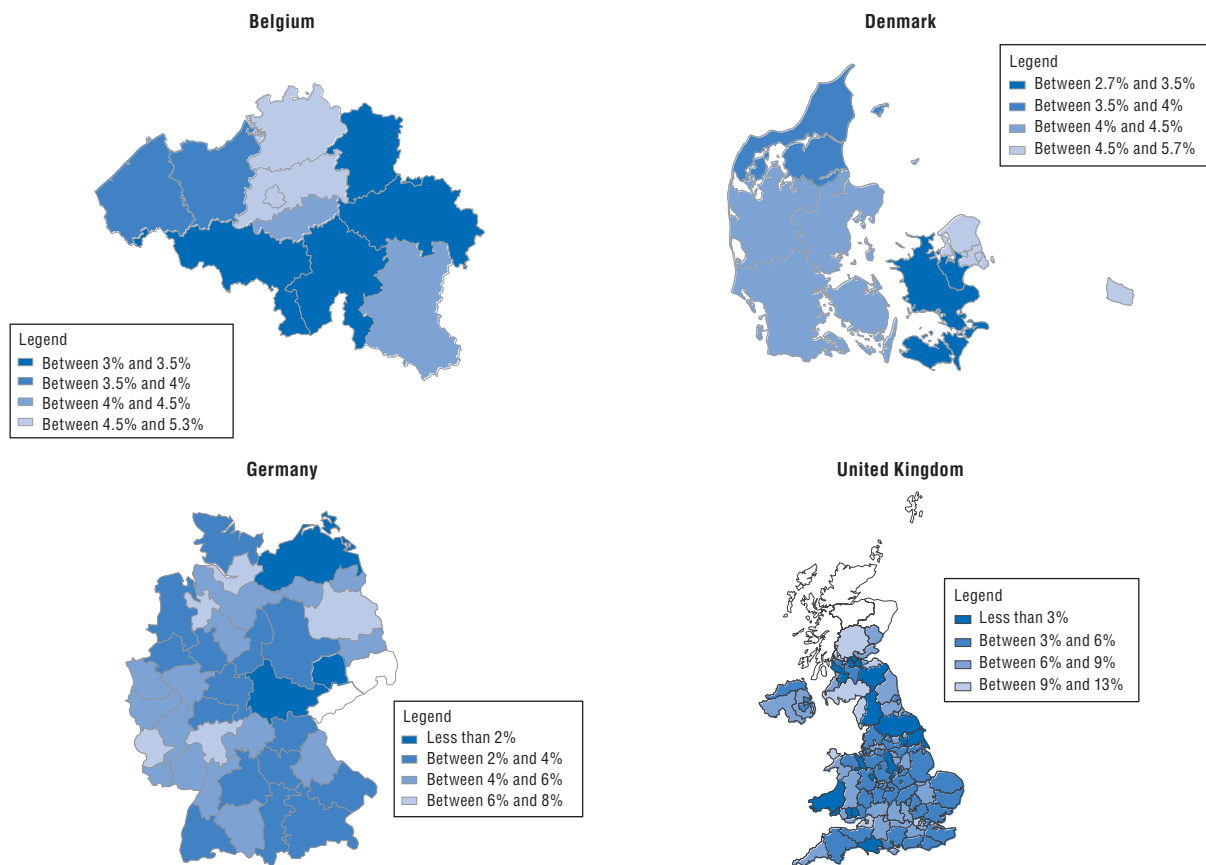 Belgium
Legend
Between 3% and 3.5%
Between 3.5% and 4%
Between 4% and 4.5%
Between 4.5% and 5.3%
Denmark
Legend
Between 2.7% and 3.5%
Between 3.5% and 4%
Between 4% and 4.5%
Between 4.5% and 5.7%
Germany
Legend
Less than 2%
Between 2% and 4%
Between 4% and 6%
Between 6% and 8%
United Kingdom
Legend
Less than 3%
Between 3% and 6%
Between 6% and 9%
Between 9% and 13%